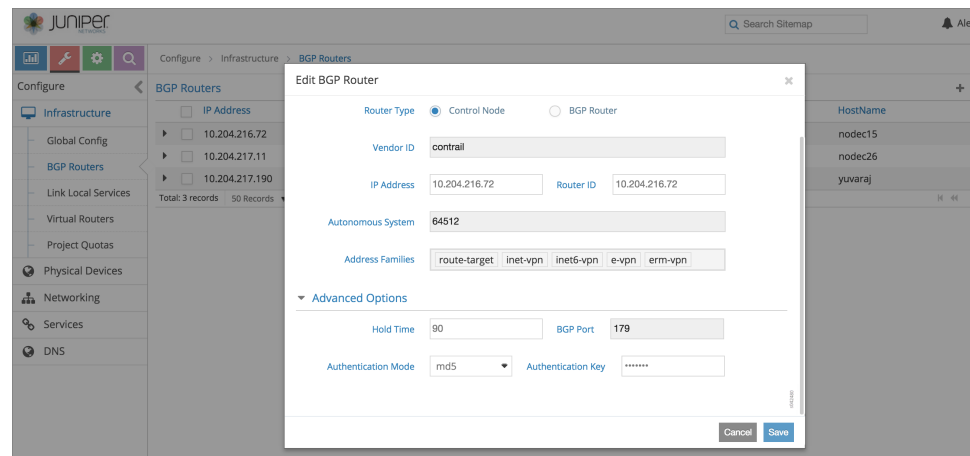 JUNIPER
NETWORKS
Search Sitemap
Ale
Configure > Infrastructure > BGP Routers
Configure
BGP Routers
Infrastructure
Global Config
BGP Routers
Link Local Services
Virtual Routers
Project Quotas
Physical Devices
Networking
Services
DNS
IP Address
HostName
10.204.216.72
nodec15
10.204.217.11
nodec26
10.204.217.190
yuvaraj
Total: 3 records 50 Records
Edit BGP Router
Router Type Control Node BGP Router
Vendor ID contrail
IP Address 10.204.216.72 Router ID 10.204.216.72
Autonomous System 64512
Address Families route-target inet-vpn inet6-vpn e-vpn erm-vpn
Advanced Options
Hold Time 90 BGP Port 179
Authentication Mode md5 Authentication Key •••••••
Cancel Save